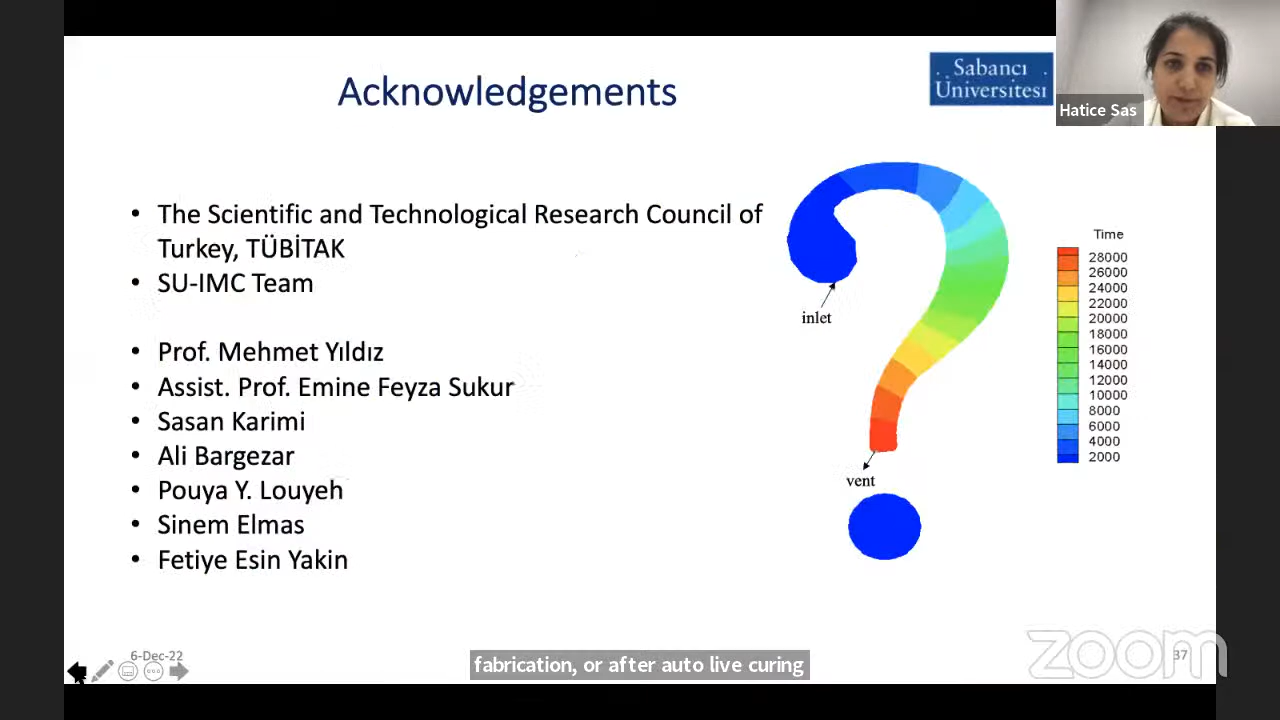 Acknowledgements
Sabancı
Üniversitesi
Hatice Sas
• The Scientific and Technological Research Council of
Turkey, TÜBİTAK
• SU-IMC Team
• Prof. Mehmet Yıldız
• Assist. Prof. Emine Feyza Sukur
• Sasan Karimi
• Ali Bargezar
• Pouya Y. Louyeh
• Sinem Elmas
• Fetiye Esin Yakin
inlet
vent
Time
28000
26000
24000
22000
20000
18000
16000
14000
12000
10000
8000
6000
4000
2000
6-Dec-22
fabrication, or after auto live curing
zoom
37